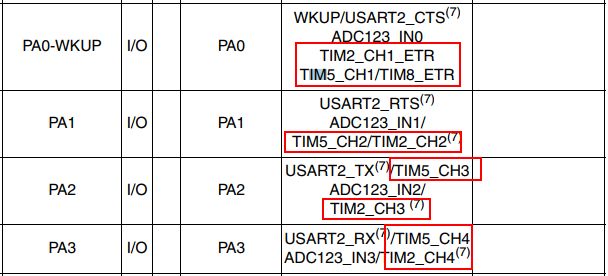 WKUP/USART2_CTS(7)
PA0-WKUP I/O PA0 ADC123_IN0
TIM2_CH1_ETR
TIM5_CH1/TIM8_ETR
USART2_RTS(7)
PA1 I/O PA1 ADC123_IN1/
TIM5_CH2/TIM2_CH2(7)
USART2_TX(7)/TIM5_CH3
PA2 I/O PA2 ADC123_IN2/
TIM2_CH3 (7)
PA3 I/O PA3 USART2_RX(7)/TIM5_CH4
ADC123_IN3/TIM2_CH4(7)